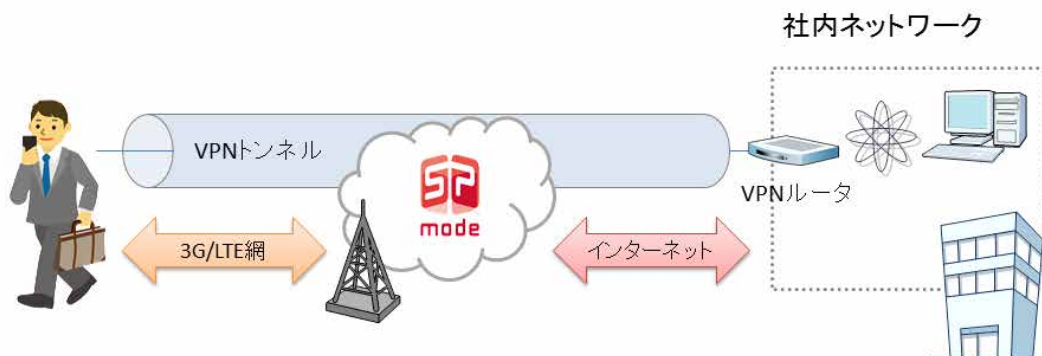 社内ネットワーク
VPNトンネル
SP
mode
VPNルータ
3G/LTE網
インターネット